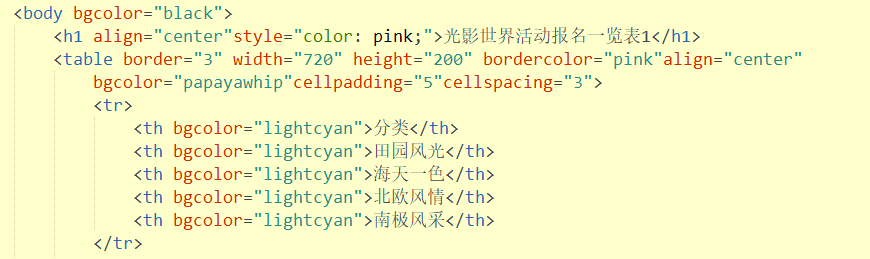 <body bgcolor="black">
<h1 align="center"style="color: pink;">光影世界活动报名一览表1</h1>
<table border="3" width="720" height="200" bordercolor="pink"align="center"
bgcolor="papayawhip"cellpadding="5"cellspacing="3">
<tr>
<th bgcolor="lightcyan">分类</th>
<th bgcolor="lightcyan">田园风光</th>
<th bgcolor="lightcyan">海天一色</th>
<th bgcolor="lightcyan">北欧风情</th>
<th bgcolor="lightcyan">南极风采</th>
</tr>